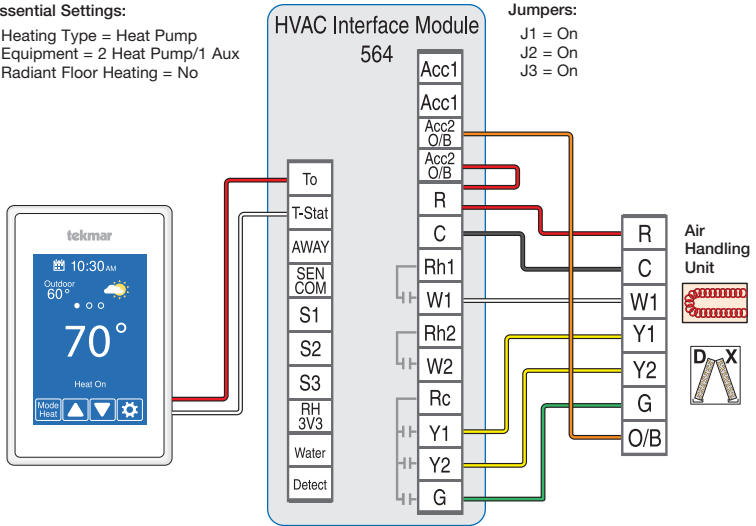 ssential Settings:
Heating Type = Heat Pump
Equipment = 2 Heat Pump/1 Aux
Radiant Floor Heating = No
HVAC Interface Module
564
Jumpers:
J1 = On
J2 = On
J3 = On
Acc1
Acc1
Acc2
O/B
Acc2
O/B
R
C
Rh1
W1
Rh2
W2
Rc
Y1
Y2
G
To
T-Stat
AWAY
SEN
COM
S1
S2
S3
RH
3V3
Water
Detect
tekmar
10:30 AM
Outdoor
60°
70°
Heat On
Mode
Heat
R
C
W1
Y1
Y2
G
O/B
Air
Handling
Unit
D X